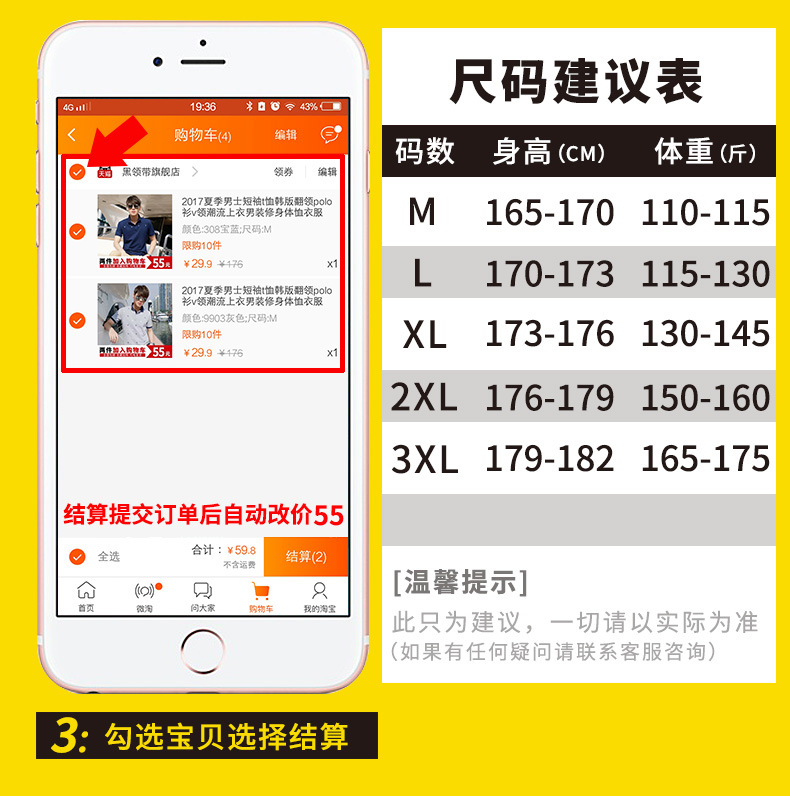 4G 19:36 43%
购物车(4) 编辑
天猫 黑领带旗舰店 领券 编辑
2017夏季男士短袖t恤韩版翻领polo
衫v领潮流上衣男装修身体恤衣服
颜色:308宝蓝;尺码:M
限购10件
¥29.9 ¥176 x1
两件加入购物车 55元
2017夏季男士短袖t恤韩版翻领polo
衫v领潮流上衣男装修身体恤衣服
颜色:9903灰色;尺码:M
限购10件
¥29.9 ¥176 x1
两件加入购物车 55元
结算提交订单后自动改价55
全选 合计：¥59.8 结算(2)
不含运费
首页 微淘 问大家 购物车 我的淘宝
3: 勾选宝贝选择结算
尺码建议表
码数 身高(CM) 体重(斤)
M 165-170 110-115
L 170-173 115-130
XL 173-176 130-145
2XL 176-179 150-160
3XL 179-182 165-175
[温馨提示]
此只为建议，一切请以实际为准
(如果有任何疑问请联系客服咨询)